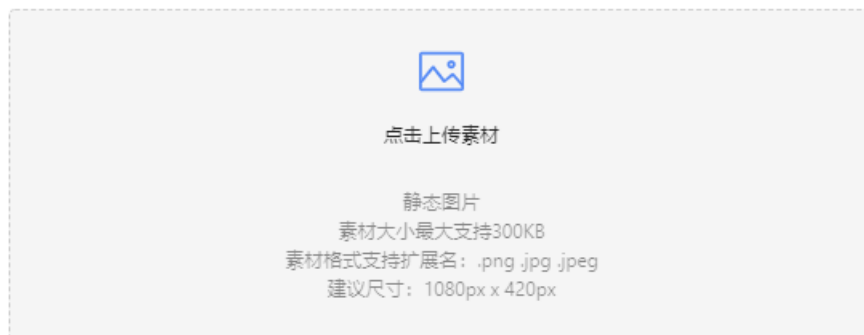 点击上传素材
静态图片
素材大小最大支持300KB
素材格式支持扩展名：.png .jpg .jpeg
建议尺寸：1080px x 420px